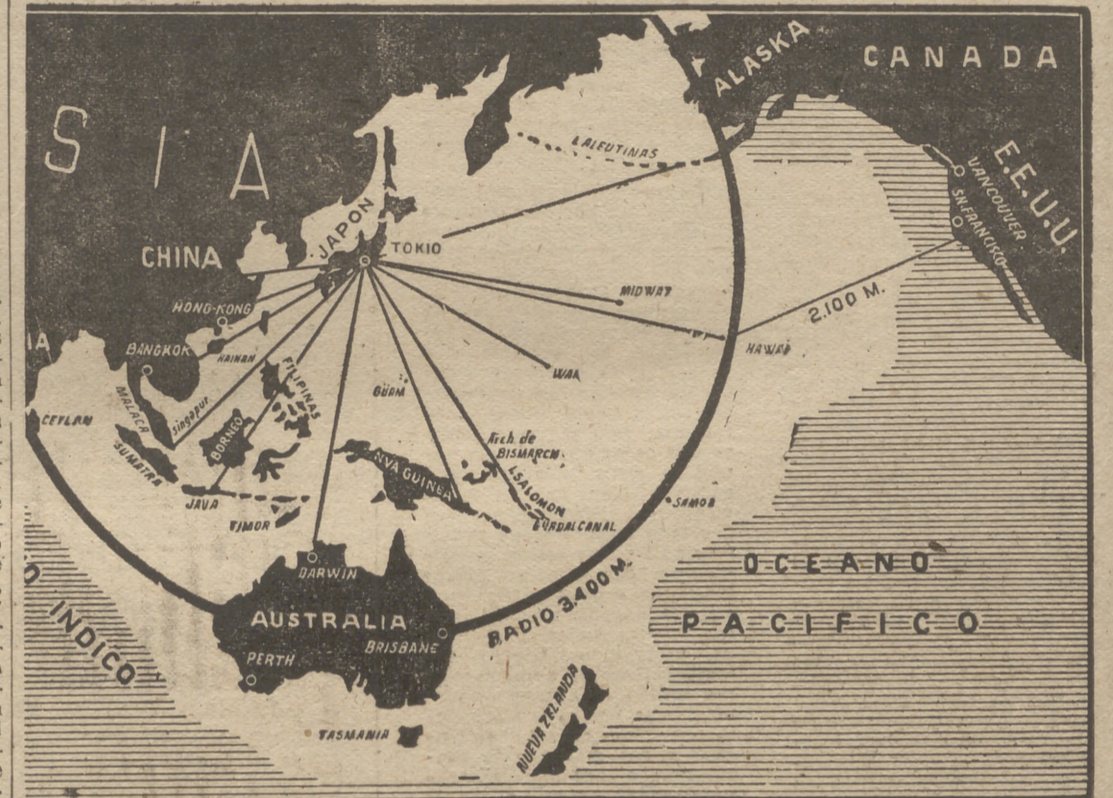 CANADA
ALASKA
S I A
I.ALEUTINAS
E.E.U.U.
VANCOUVER
SN.FRANCISCO
JAPON
TOKIO
CHINA
MIDWAY
2.100 M.
HONG-KONG
HAWAI
BANGKOK
HAINAN
IA
WAK
FILIPINAS
GUAM
MALACA
Singapur
CEYLAN
BORNEO
Arch. de
BISMARCK
SUMATRA
NVA GUINEA
I.SALOMON
JAVA
SAMOA
TIMOR
GUADALCANAL
DARWIN
OCEANO
PACIFICO
RADIO 3.400 M.
AUSTRALIA
BRISBANE
O INDICO
PERTH
TASMANIA
NUEVA ZELANDA